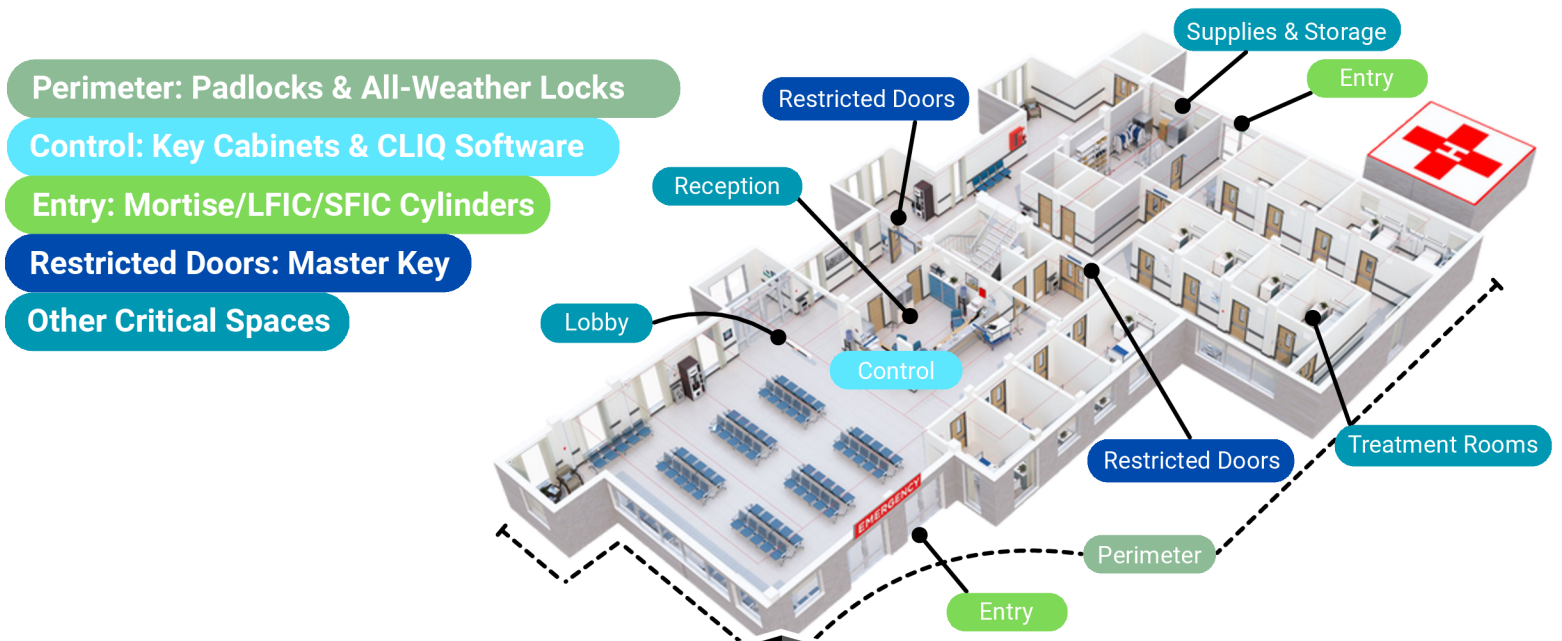 Perimeter: Padlocks & All-Weather Locks
Control: Key Cabinets & CLIQ Software
Entry: Mortise/LFIC/SFIC Cylinders
Restricted Doors: Master Key
Other Critical Spaces
Supplies & Storage
Entry
Restricted Doors
Reception
H
Lobby
Control
Treatment Rooms
Restricted Doors
EMERGENCY
Perimeter
Entry